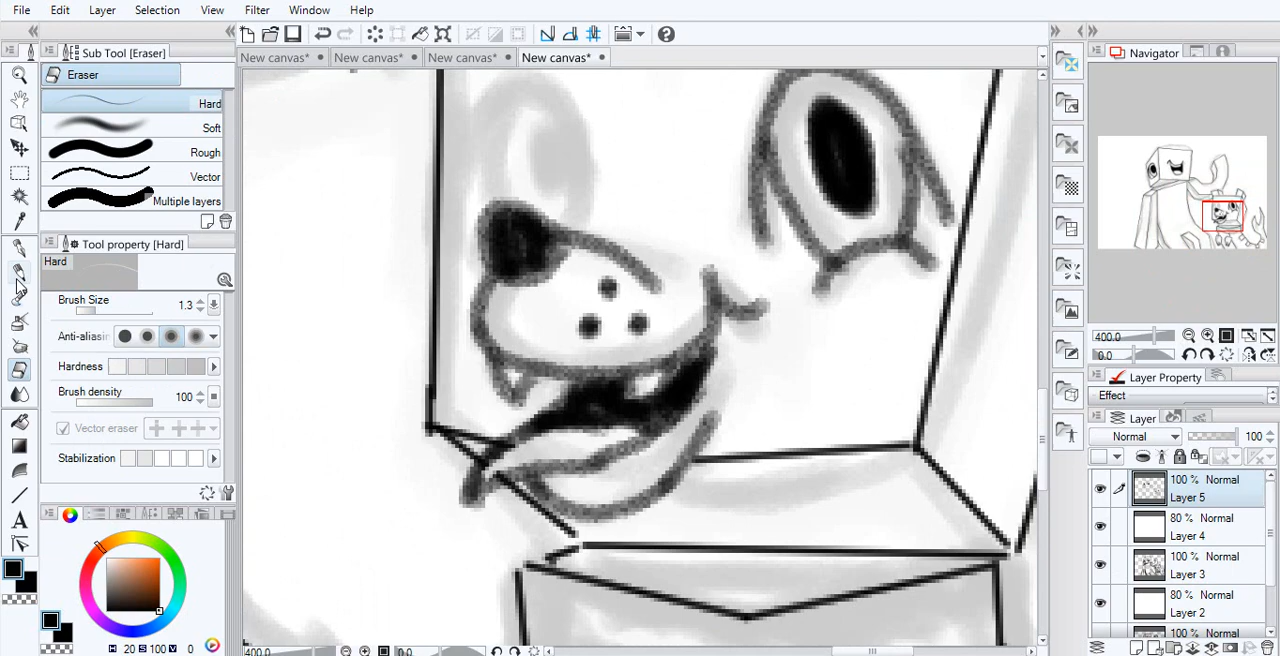 File Edit Layer Selection View Filter Window Help
Sub Tool [Eraser]
Eraser
Hard
Soft
Rough
Vector
Multiple layers
Tool property [Hard]
Hard
Brush Size 1.3
Anti-aliasin
Hardness
Brush density 100
Vector eraser
Stabilization
H 20 S 100 V 0
New canvas* New canvas* New canvas* New canvas*
400.0 0.0
Navigator
400.0
0.0
Layer Property
Effect
Layer
Normal 100
100 % Normal
Layer 5
80 % Normal
Layer 4
100 % Normal
Layer 3
80 % Normal
Layer 2
100 % Normal